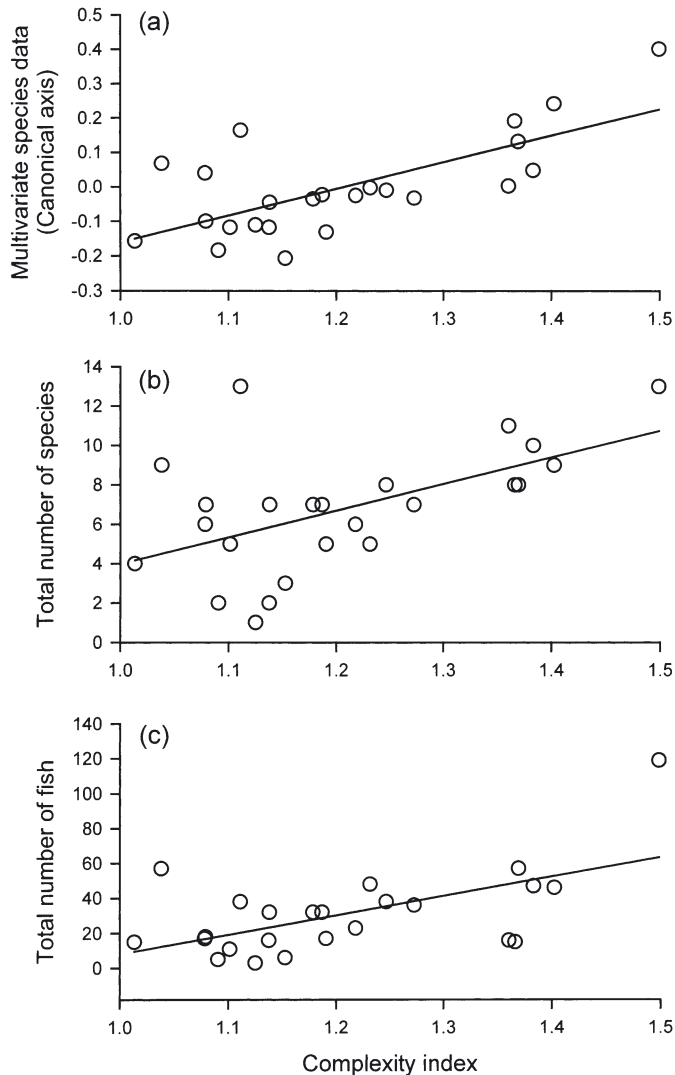 (a)
Multivariate species data
(Canonical axis)
0.5
0.4
0.3
0.2
0.1
0.0
-0.1
-0.2
-0.3
1.0 1.1 1.2 1.3 1.4 1.5
(b)
Total number of species
14
12
10
8
6
4
2
0
1.0 1.1 1.2 1.3 1.4 1.5
(c)
Total number of fish
140
120
100
80
60
40
20
0
1.0 1.1 1.2 1.3 1.4 1.5
Complexity index